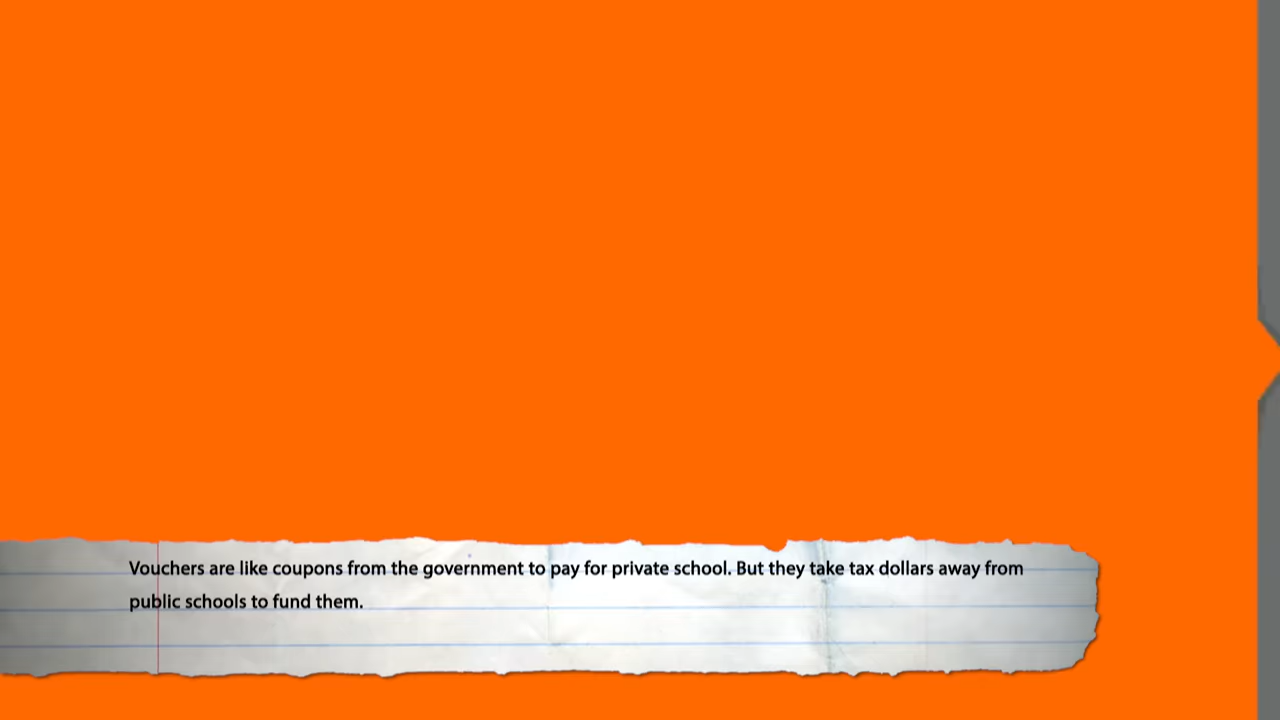 Vouchers are like coupons from the government to pay for private school. But they take tax dollars away from
public schools to fund them.